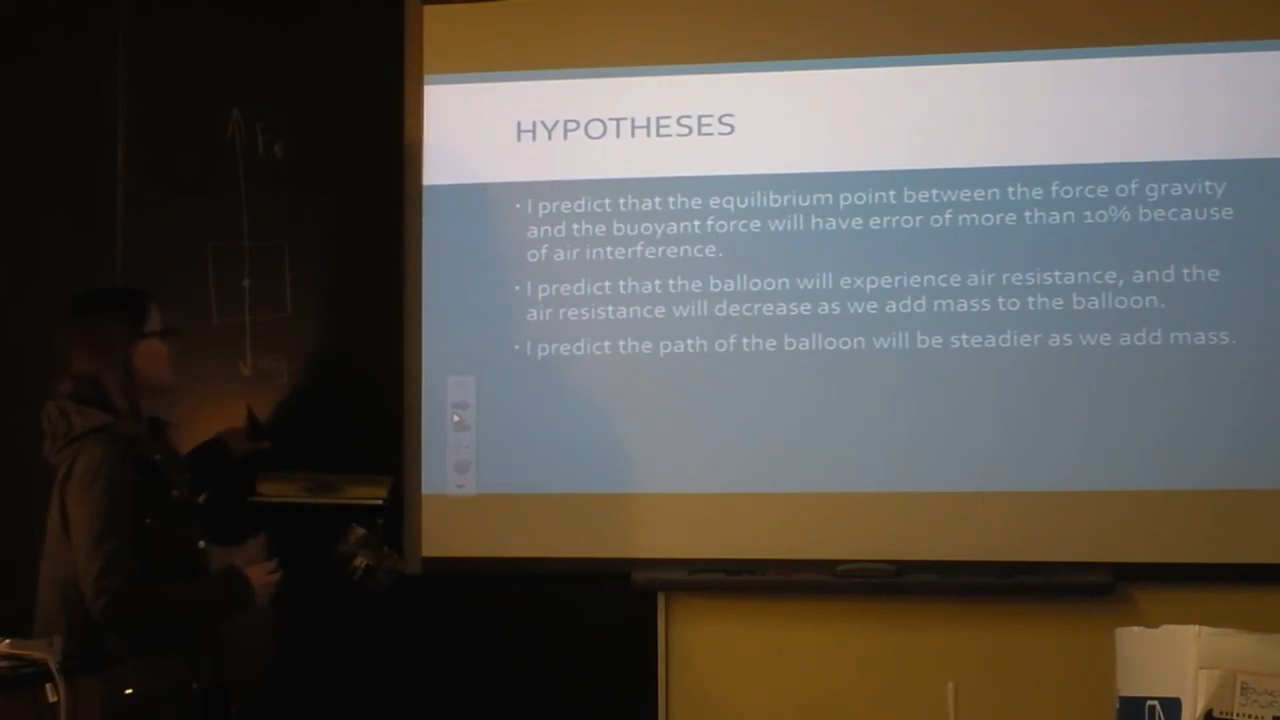 HYPOTHESES
· I predict that the equilibrium point between the force of gravity
and the buoyant force will have error of more than 10% because
of air interference.
· I predict that the balloon will experience air resistance, and the
air resistance will decrease as we add mass to the balloon.
· I predict the path of the balloon will be steadier as we add mass.